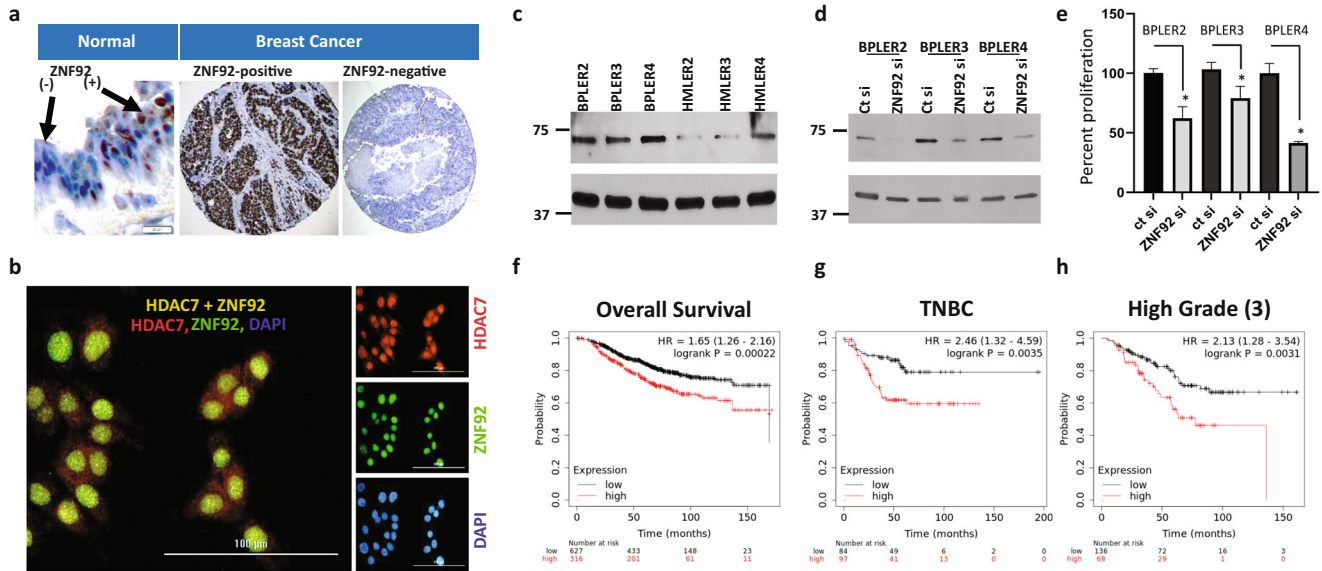 a
Normal
Breast Cancer
ZNF92
(-)
(+)
ZNF92-positive
ZNF92-negative
b
HDAC7 + ZNF92
HDAC7, ZNF92, DAPI
100 µm
HDAC7
ZNF92
DAPI
c
BPLER2
BPLER3
BPLER4
HMLER2
HMLER3
HMLER4
75
37
d
BPLER2
BPLER3
BPLER4
Ct si
ZNF92 si
Ct si
ZNF92 si
Ct si
ZNF92 si
75
37
e
Percent proliferation
150
100
50
0
BPLER2
BPLER3
BPLER4
*
*
*
ct si
ZNF92 si
ct si
ZNF92 si
ct si
ZNF92 si
f
Overall Survival
HR = 1.65 (1.26 - 2.16)
logrank P = 0.00022
Probability
1.0
0.8
0.6
0.4
0.2
0.0
Expression
low
high
0 50 100 150
Time (months)
Number at risk
low 627 433 148 23
high 316 201 61 11
g
TNBC
HR = 2.46 (1.32 - 4.59)
logrank P = 0.0035
Probability
1.0
0.8
0.6
0.4
0.2
0.0
Expression
low
high
0 50 100 150 200
Time (months)
Number at risk
low 84 49 6 2 0
high 97 41 13 0 0
h
High Grade (3)
HR = 2.13 (1.28 - 3.54)
logrank P = 0.0031
Probability
1.0
0.8
0.6
0.4
0.2
0.0
Expression
low
high
0 50 100 150
Time (months)
Number at risk
low 136 72 16 3
high 68 29 1 0